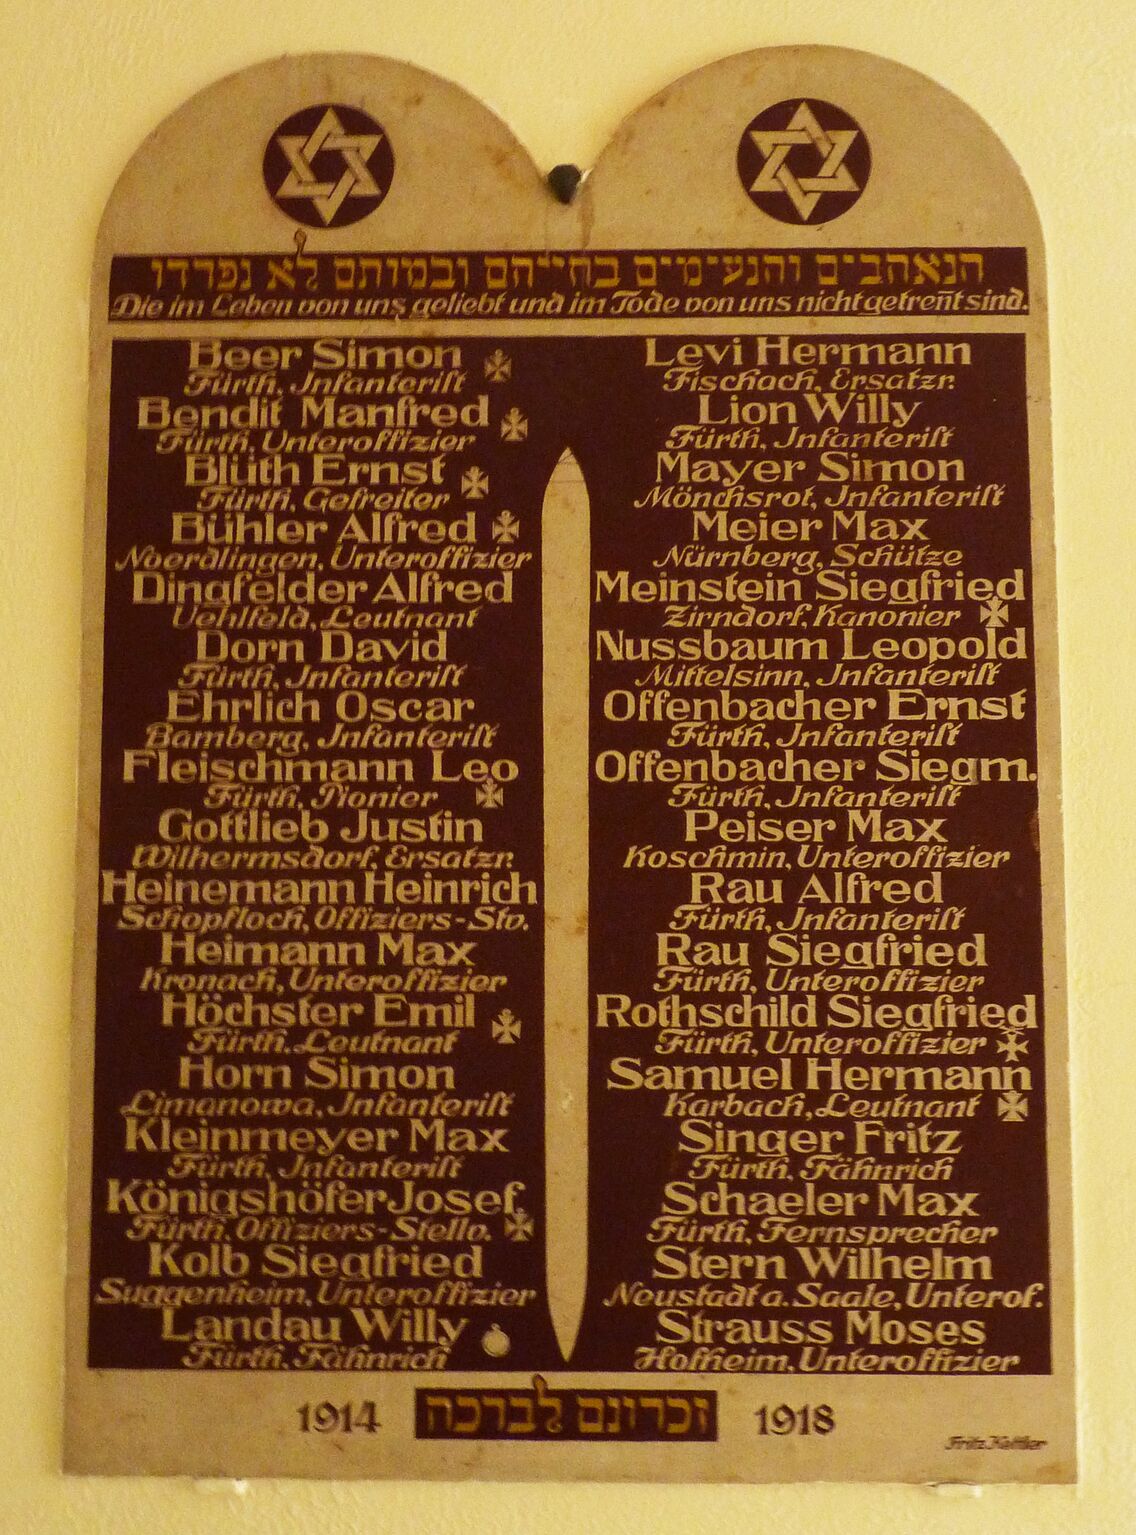 הנאהבים והנעימים בחייהם ובמותם לא נפרדו
Die im Leben von uns geliebt und im Tode von uns nicht getreñt sind.
Beer Simon
Fürth, Infanterist
Bendit Manfred
Fürth, Unteroffizier
Blüth Ernst
Fürth, Gefreiter
Bühler Alfred
Noerdlingen, Unteroffizier
Dingfelder Alfred
Uehlfeld, Leutnant
Dorn David
Fürth, Infanterist
Ehrlich Oscar
Bamberg, Infanterist
Fleischmann Leo
Fürth, Pionier
Gottlieb Justin
Wilhermsdorf, Ersatzr.
Heinemann Heinrich
Schopfloch, Offiziers-Stv.
Heimann Max
Kronach, Unteroffizier
Höchster Emil
Fürth, Leutnant
Horn Simon
Limanowa, Infanterist
Kleinmeyer Max
Fürth, Infanterist
Königshöfer Josef,
Fürth, Offiziers-Stellv.
Kolb Siegfried
Suggenheim, Unteroffizier
Landau Willy
Fürth, Fähnrich
Levi Hermann
Fischach, Ersatzr.
Lion Willy
Fürth, Infanterist
Mayer Simon
Mönchsrot, Infanterist
Meier Max
Nürnberg, Schütze
Meinstein Siegfried
Zirndorf, Kanonier
Nussbaum Leopold
Mittelsinn, Infanterist
Offenbacher Ernst
Fürth, Infanterist
Offenbacher Siegm.
Fürth, Infanterist
Peiser Max
Koschmin, Unteroffizier
Rau Alfred
Fürth, Infanterist
Rau Siegfried
Fürth, Unteroffizier
Rothschild Siegfried
Fürth, Unteroffizier
Samuel Hermann
Karbach, Leutnant
Singer Fritz
Fürth, Fähnrich
Schaeler Max
Fürth, Fernsprecher
Stern Wilhelm
Neustadt a. Saale, Unterof.
Strauss Moses
Hofheim, Unteroffizier
1914 זכרונם לברכה 1918
Fritz